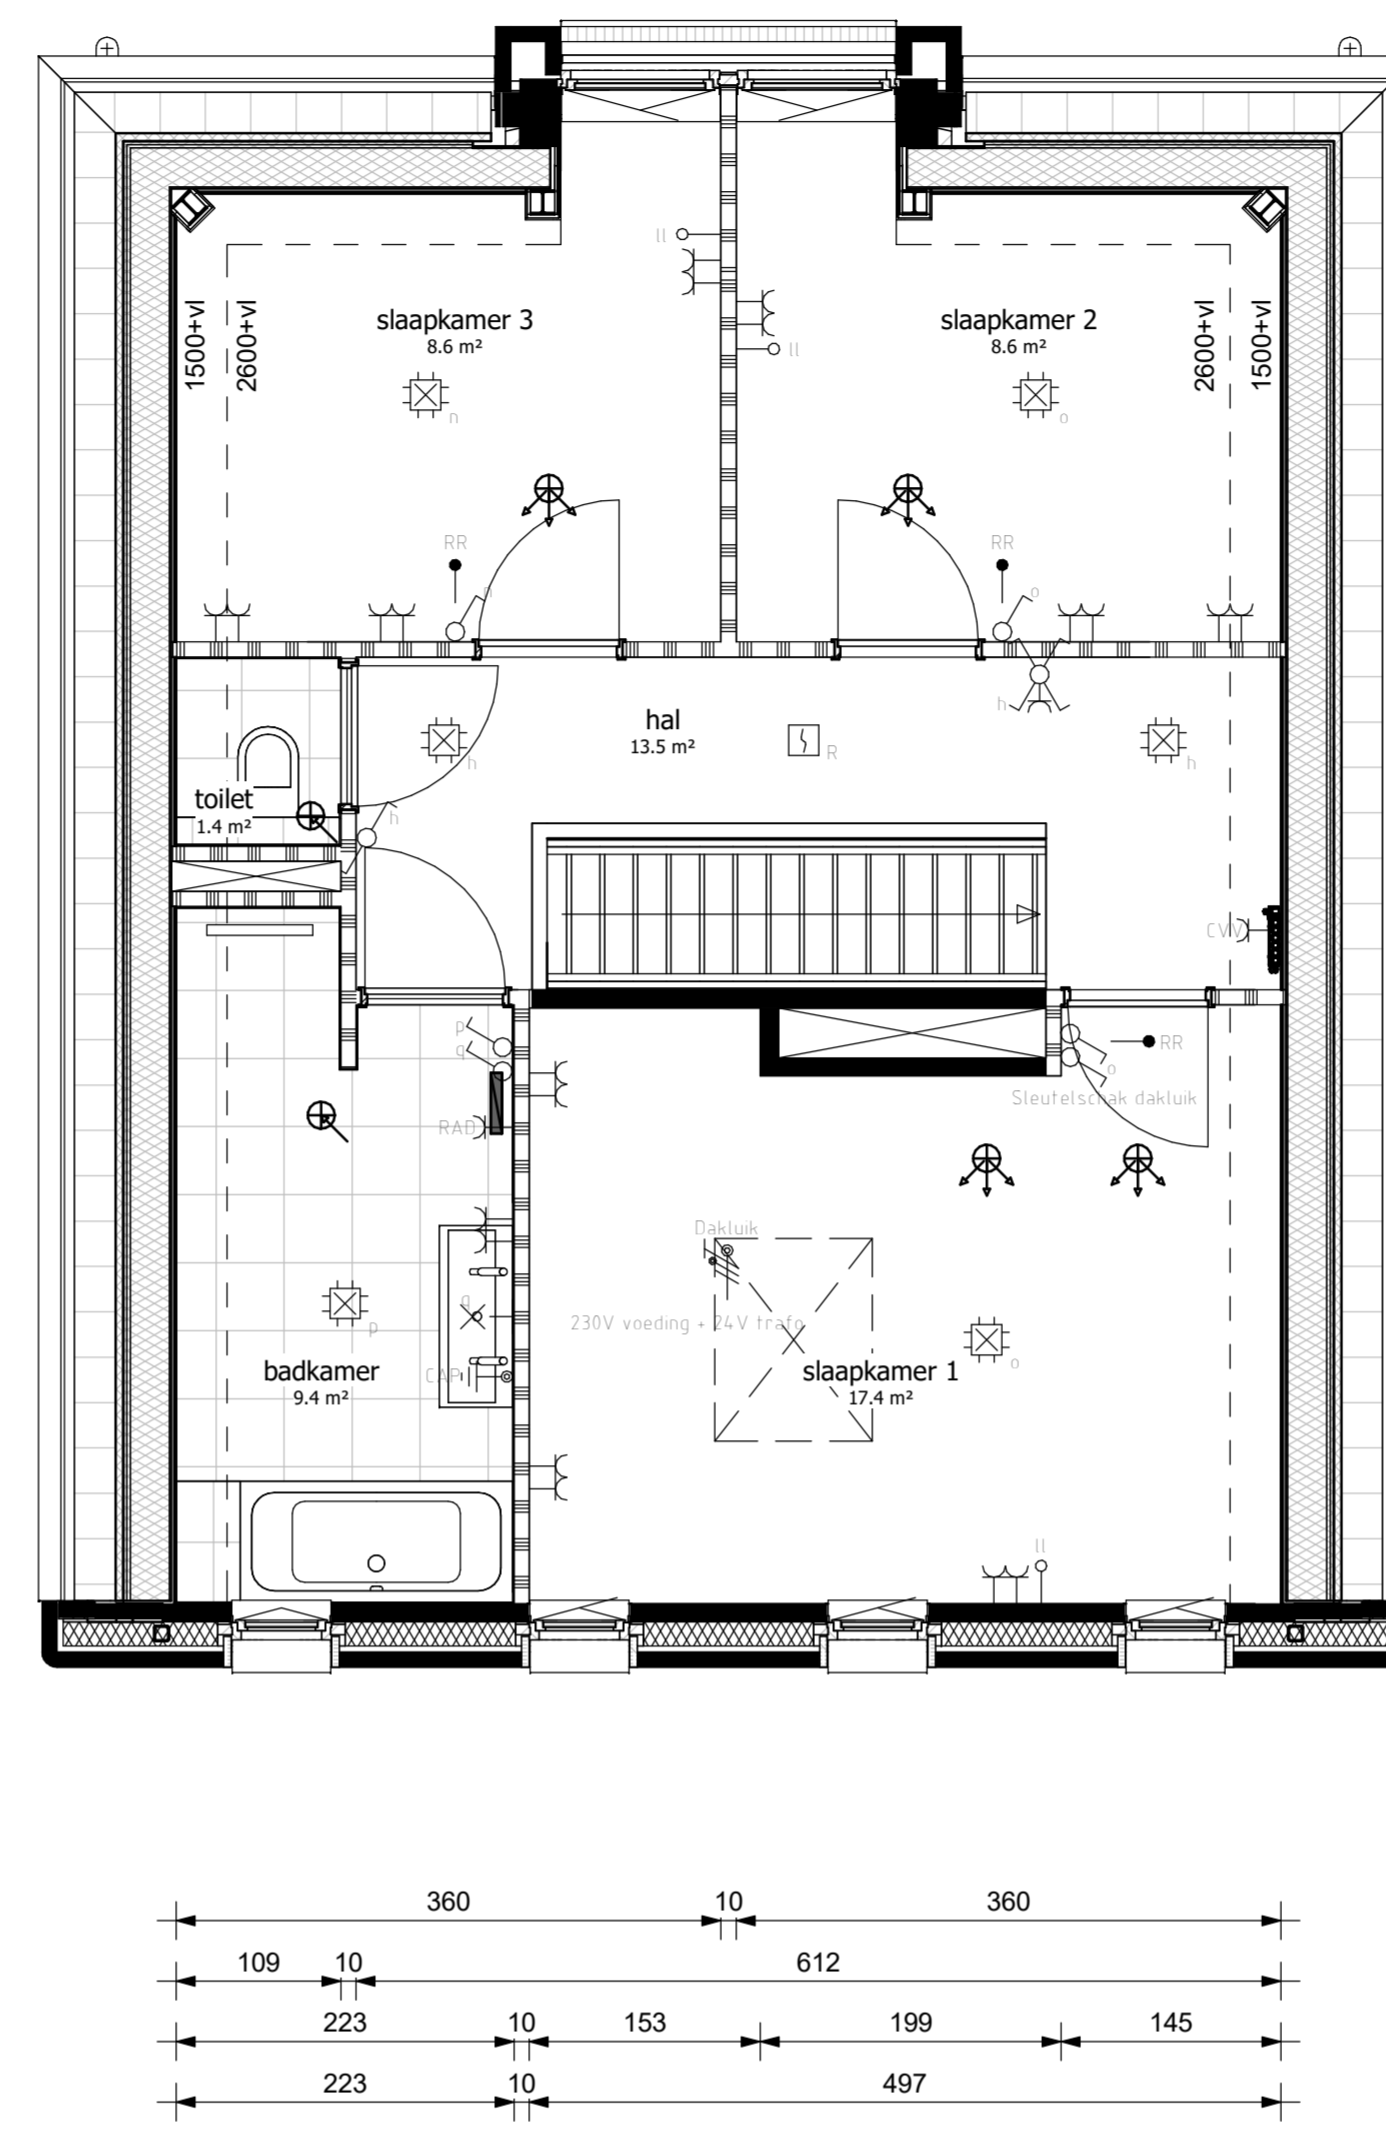 ll
slaapkamer 3
8.6 m²
slaapkamer 2
8.6 m²
1500+vl
2600+vl
2600+vl
1500+vl
ll
n
o
RR
RR
n
o
hal
13.5 m²
h
h
R
h
toilet
1.4 m²
h
CVV
p
q
RR
o
Sleutelschak dakluik
RAD
Dakluik
q
230V voeding + 24V trafo
p
o
badkamer
9.4 m²
CAP
slaapkamer 1
17.4 m²
ll
360 10 360
109 10 612
223 10 153 199 145
223 10 497